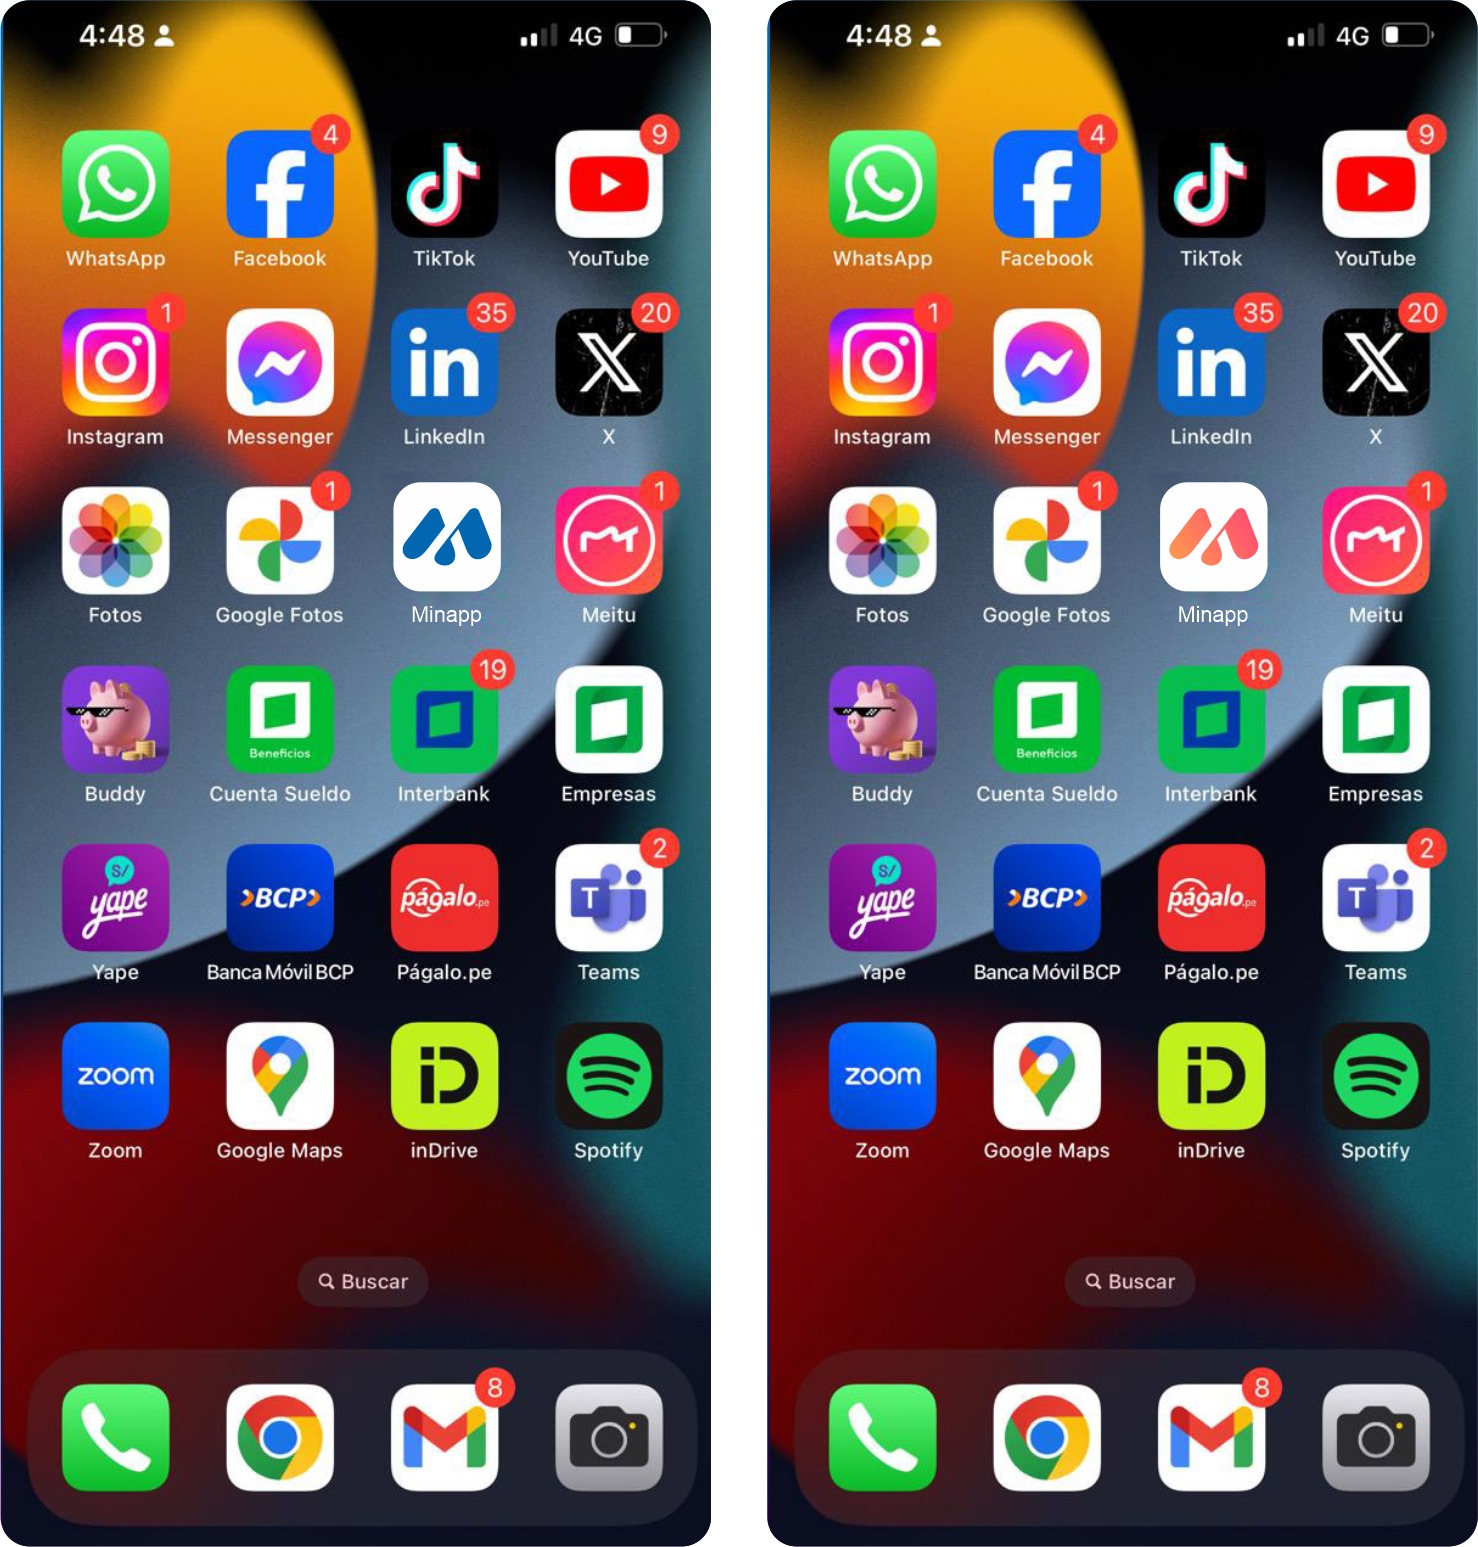 4:48 4G
4
9
WhatsApp Facebook TikTok YouTube
1 35 20
in X
Instagram Messenger LinkedIn X
1 1
Fotos Google Fotos Minapp Meitu
19
Beneficios
Buddy Cuenta Sueldo Interbank Empresas
2
S/
yape BCP págalo.pe T
Yape Banca Móvil BCP Págalo.pe Teams
zoom iD
Zoom Google Maps inDrive Spotify
Buscar
8
4:48 4G
4
9
WhatsApp Facebook TikTok YouTube
1 35 20
in X
Instagram Messenger LinkedIn X
1 1
Fotos Google Fotos Minapp Meitu
19
Beneficios
Buddy Cuenta Sueldo Interbank Empresas
2
S/
yape BCP págalo.pe T
Yape Banca Móvil BCP Págalo.pe Teams
zoom iD
Zoom Google Maps inDrive Spotify
Buscar
8